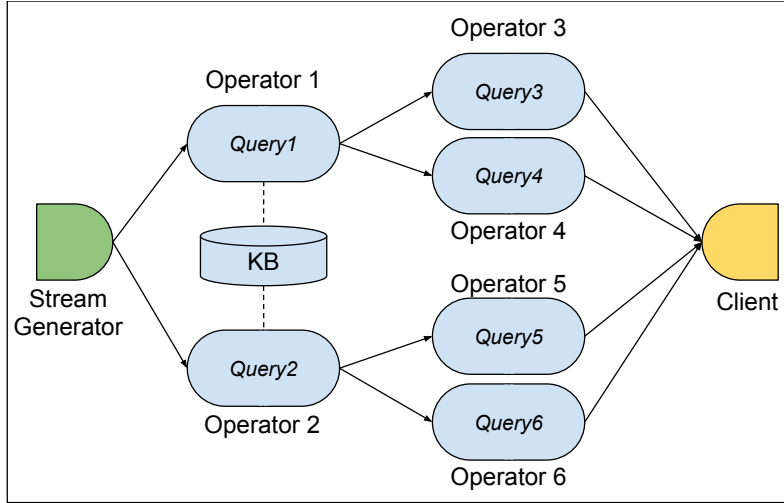 Operator 3
Operator 1
Query3
Query1
Query4
Operator 4
KB
Operator 5
Stream
Generator
Client
Query5
Query2
Operator 2
Query6
Operator 6